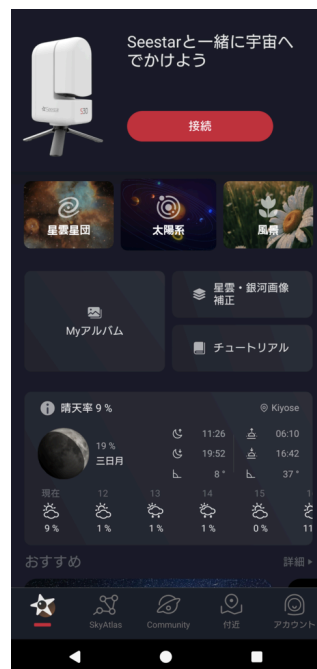 Seestarと一緒に宇宙へ
でかけよう
Seestar
S30
接続
星雲星団
太陽系
風景
Myアルバム
星雲・銀河画像
補正
チュートリアル
晴天率 9 %
Kiyose
19 %
三日月
11:26
06:10
19:52
16:42
8 °
37 °
現在 12 13 14 15
9 % 1 % 1 % 1 % 0 % 11
おすすめ
詳細
SkyAtlas
Community
付近
アカウント